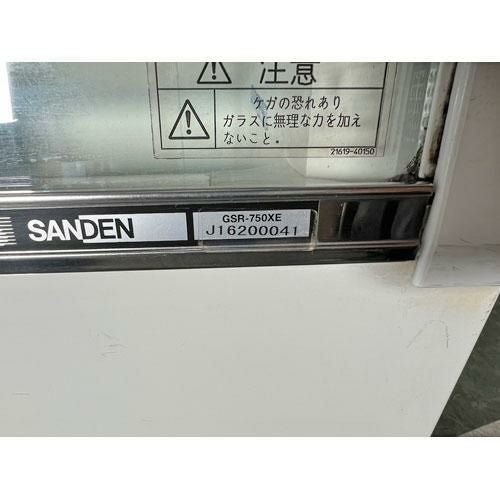 注意
ケガの恐れあり
ガラスに無理な力を加え
ないこと。
21619-40150
SANDEN
GSR-750XE
J16200041